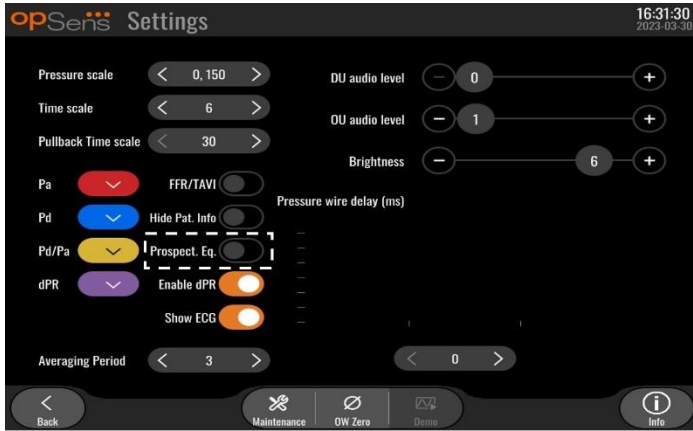 opSens Settings
16:31:30
2023-03-30
Pressure scale < 0, 150 >
DU audio level − 0 +
Time scale < 6 >
OU audio level − 1 +
Pullback Time scale < 30 >
Brightness − 6 +
Pa FFR/TAVI
Pressure wire delay (ms)
Pd Hide Pat. Info
Pd/Pa Prospect. Eq.
dPR Enable dPR
Show ECG
Averaging Period < 3 >
< 0 >
Back
Maintenance
OW Zero
Demo
Info